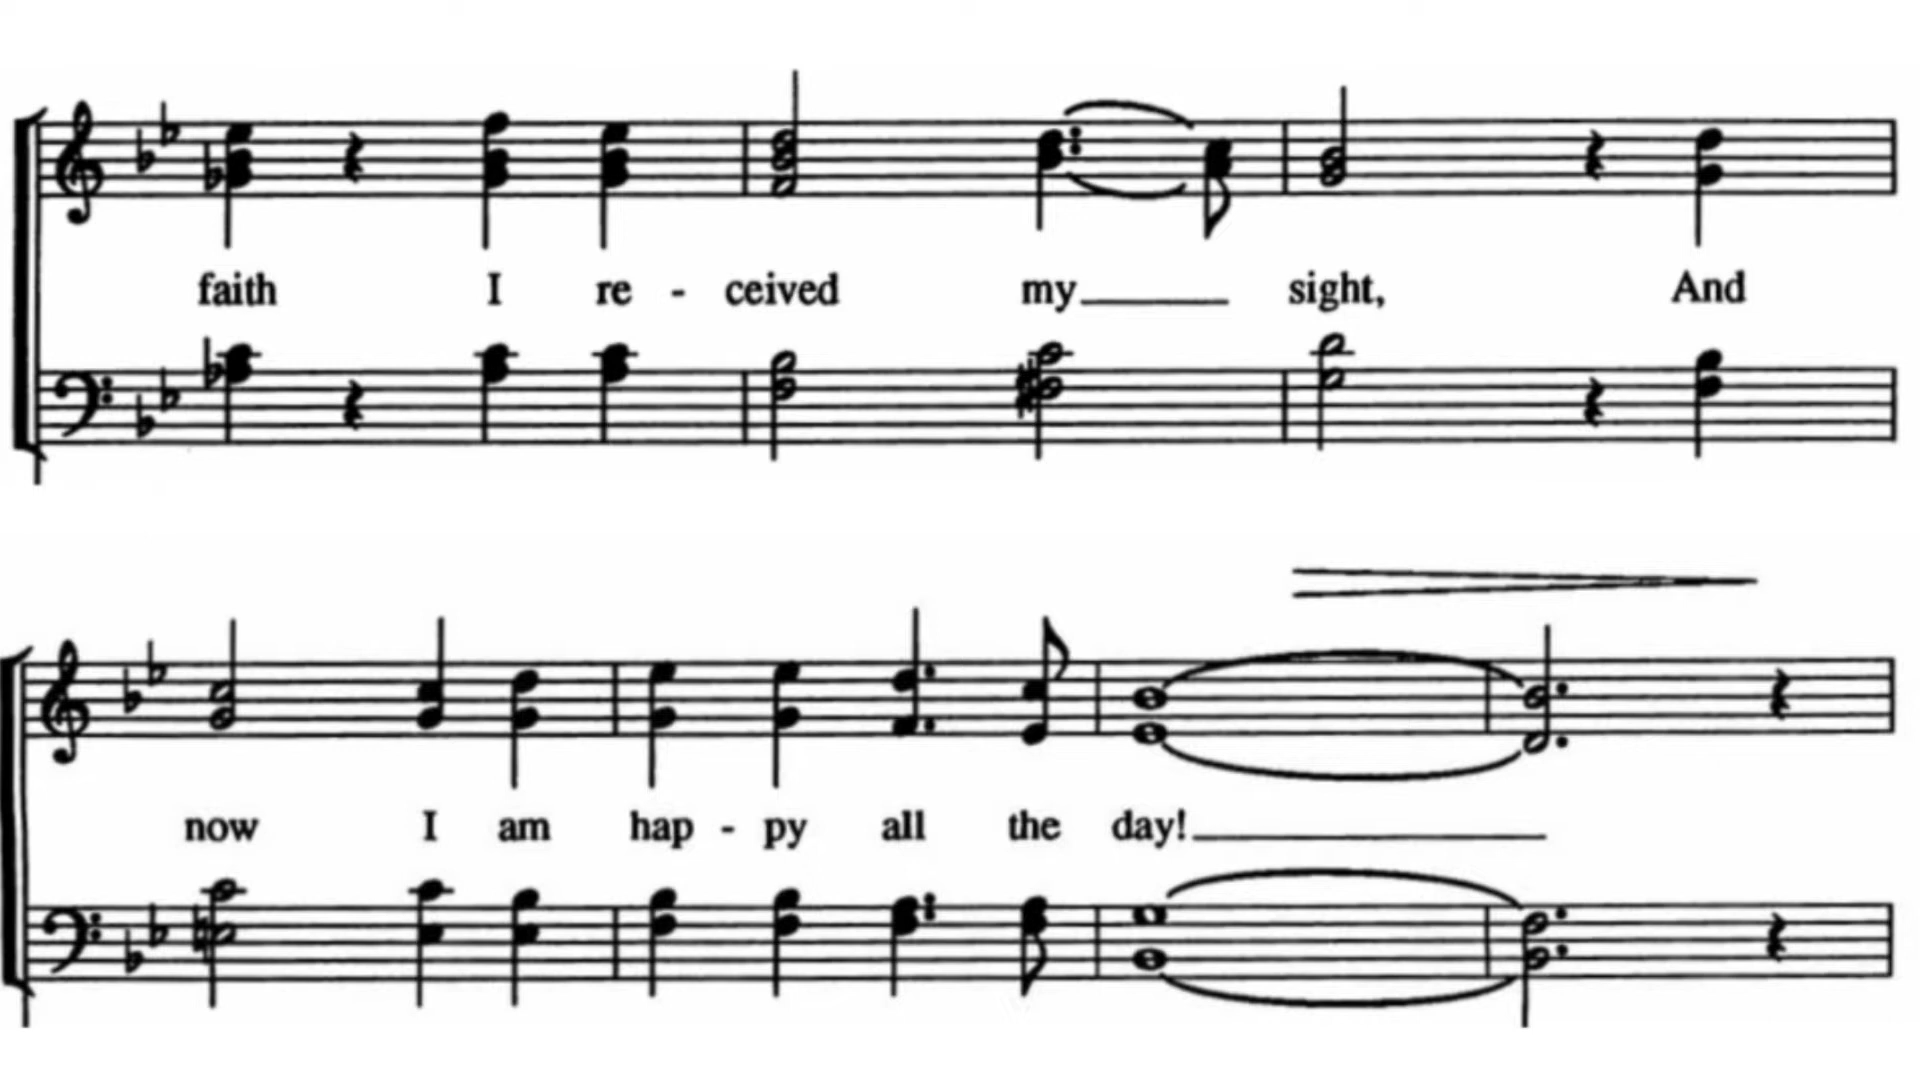 faith I re - ceived my sight, And
now I am hap - py all the day!